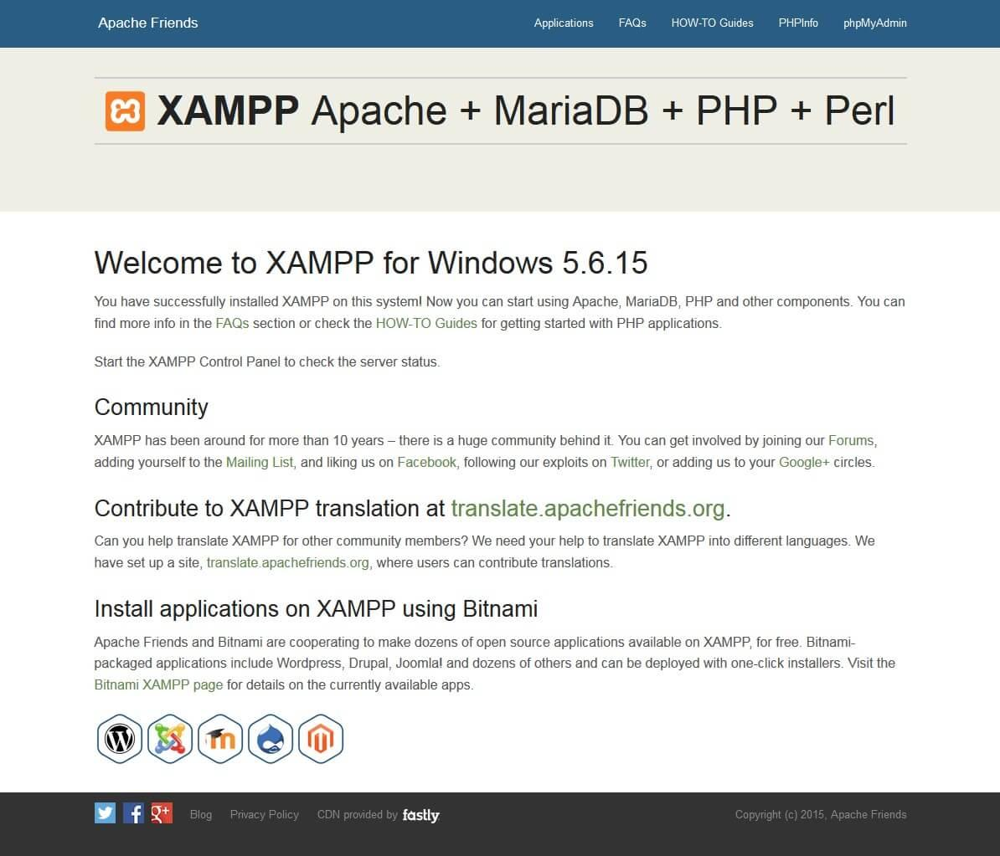 Apache Friends
Applications FAQs HOW-TO Guides PHPInfo phpMyAdmin
XAMPP Apache + MariaDB + PHP + Perl
Welcome to XAMPP for Windows 5.6.15
You have successfully installed XAMPP on this system! Now you can start using Apache, MariaDB, PHP and other components. You can
find more info in the FAQs section or check the HOW-TO Guides for getting started with PHP applications.
Start the XAMPP Control Panel to check the server status.
Community
XAMPP has been around for more than 10 years – there is a huge community behind it. You can get involved by joining our Forums,
adding yourself to the Mailing List, and liking us on Facebook, following our exploits on Twitter, or adding us to your Google+ circles.
Contribute to XAMPP translation at translate.apachefriends.org.
Can you help translate XAMPP for other community members? We need your help to translate XAMPP into different languages. We
have set up a site, translate.apachefriends.org, where users can contribute translations.
Install applications on XAMPP using Bitnami
Apache Friends and Bitnami are cooperating to make dozens of open source applications available on XAMPP, for free. Bitnami-
packaged applications include Wordpress, Drupal, Joomla! and dozens of others and can be deployed with one-click installers. Visit the
Bitnami XAMPP page for details on the currently available apps.
Blog Privacy Policy CDN provided by fastly
Copyright (c) 2015, Apache Friends